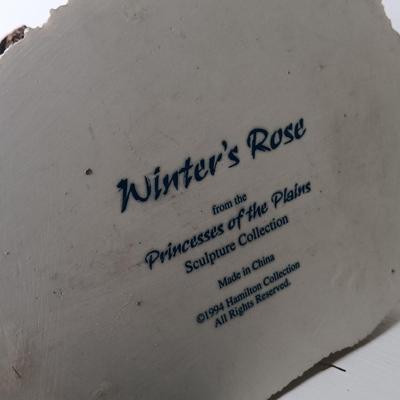 Winter's Rose
from the
Princesses of the Plains
Sculpture Collection
Made in China
©1994 Hamilton Collection
All Rights Reserved.